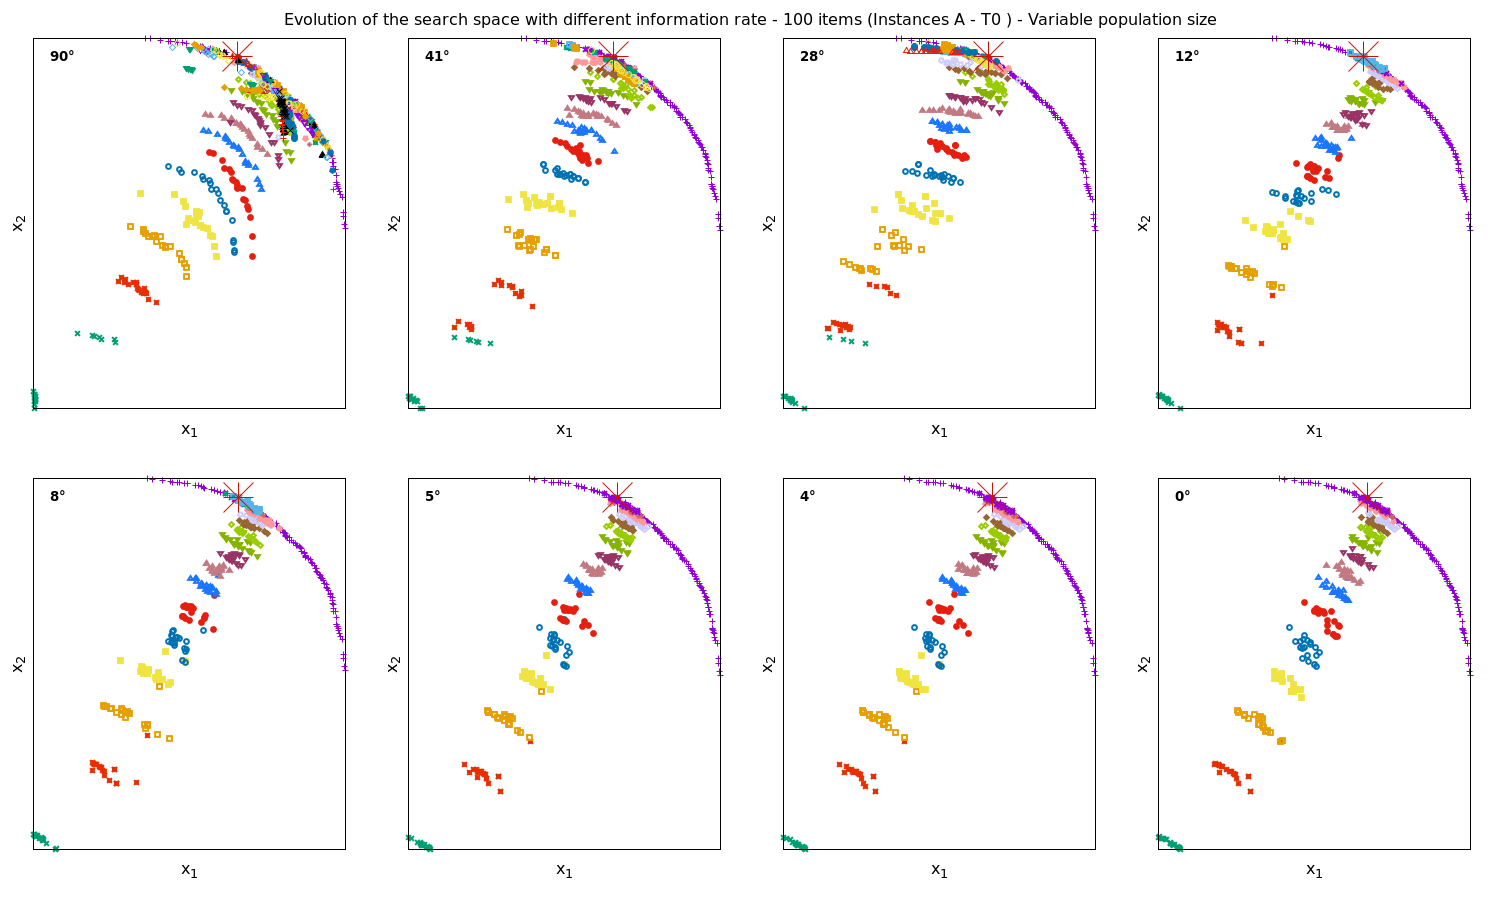 Evolution of the search space with different information rate - 100 items (Instances A - T0 ) - Variable population size
90° 41° 28° 12°
x₂ x₂ x₂ x₂
x₁ x₁ x₁ x₁
8° 5° 4° 0°
x₂ x₂ x₂ x₂
x₁ x₁ x₁ x₁